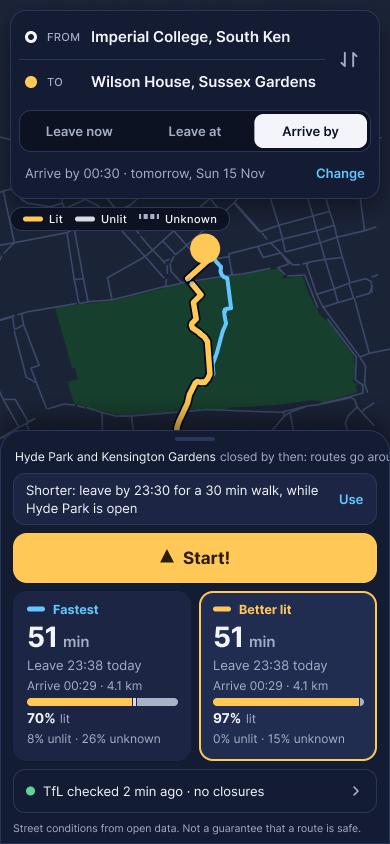 FROM Imperial College, South Ken
TO Wilson House, Sussex Gardens
Leave now Leave at Arrive by
Arrive by 00:30 · tomorrow, Sun 15 Nov Change
Lit Unlit Unknown
Hyde Park and Kensington Gardens closed by then: routes go arou
Shorter: leave by 23:30 for a 30 min walk, while
Hyde Park is open
Use
Start!
Fastest
51 min
Leave 23:38 today
Arrive 00:29 · 4.1 km
70% lit
8% unlit · 26% unknown
Better lit
51 min
Leave 23:38 today
Arrive 00:29 · 4.1 km
97% lit
0% unlit · 15% unknown
TfL checked 2 min ago · no closures
Street conditions from open data. Not a guarantee that a route is safe.